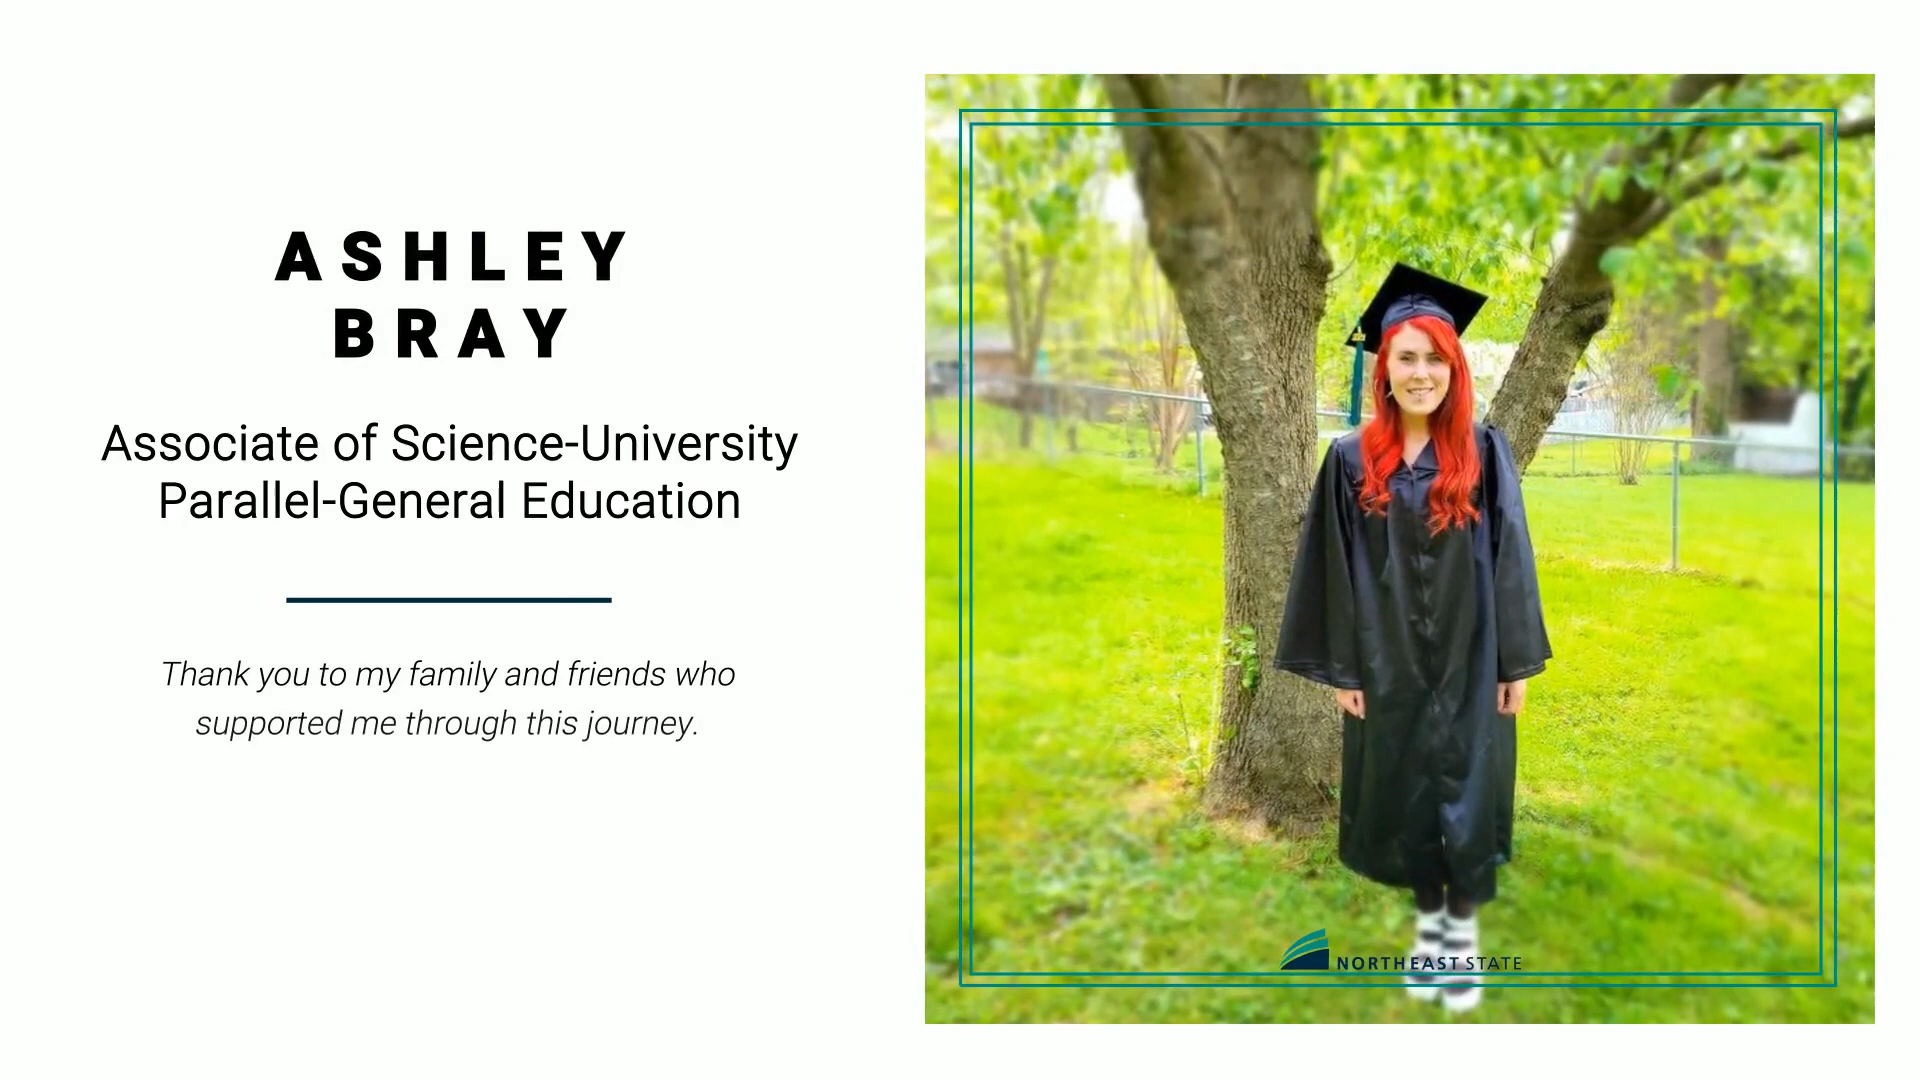 ASHLEY
BRAY
Associate of Science-University
Parallel-General Education
Thank you to my family and friends who
supported me through this journey.
NORTHEAST STATE